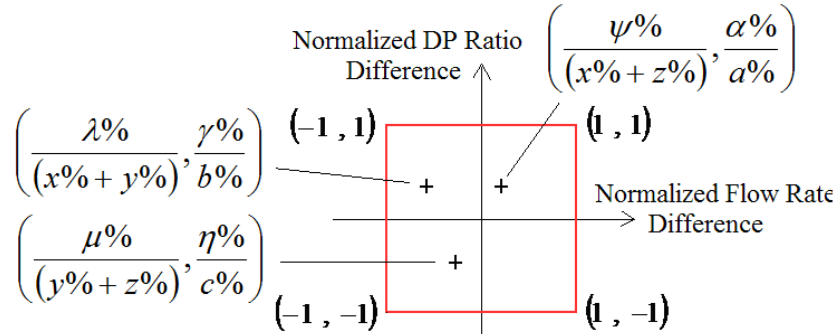 Normalized DP Ratio
Difference
(ψ% / (x% + z%), α% / a%)
(−1 , 1)
(1 , 1)
(λ% / (x% + y%), γ% / b%)
Normalized Flow Rate
Difference
(μ% / (y% + z%), η% / c%)
(−1 , −1)
(1 , −1)